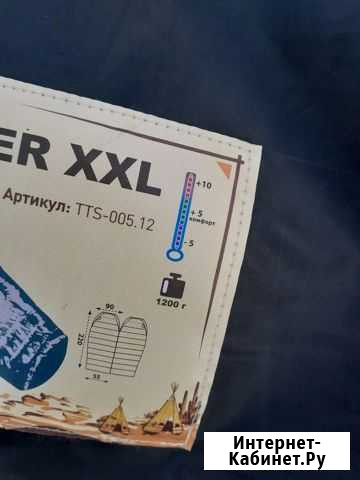 ER XXL
Артикул: TTS-005.12
+10
+5
комфорт
-5
1200 г
90
220
55
Интернет-
Кабинет.Ру